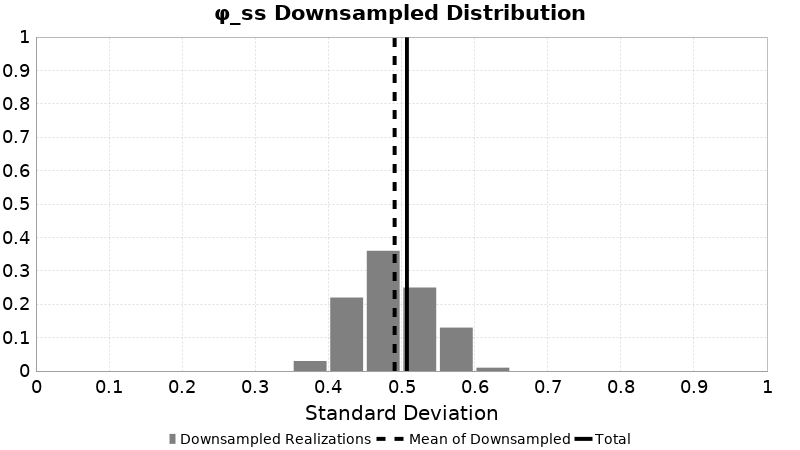 φ_ss Downsampled Distribution
1
0.9
0.8
0.7
0.6
0.5
0.4
0.3
0.2
0.1
0
0 0.1 0.2 0.3 0.4 0.5 0.6 0.7 0.8 0.9 1
Standard Deviation
Downsampled Realizations Mean of Downsampled Total